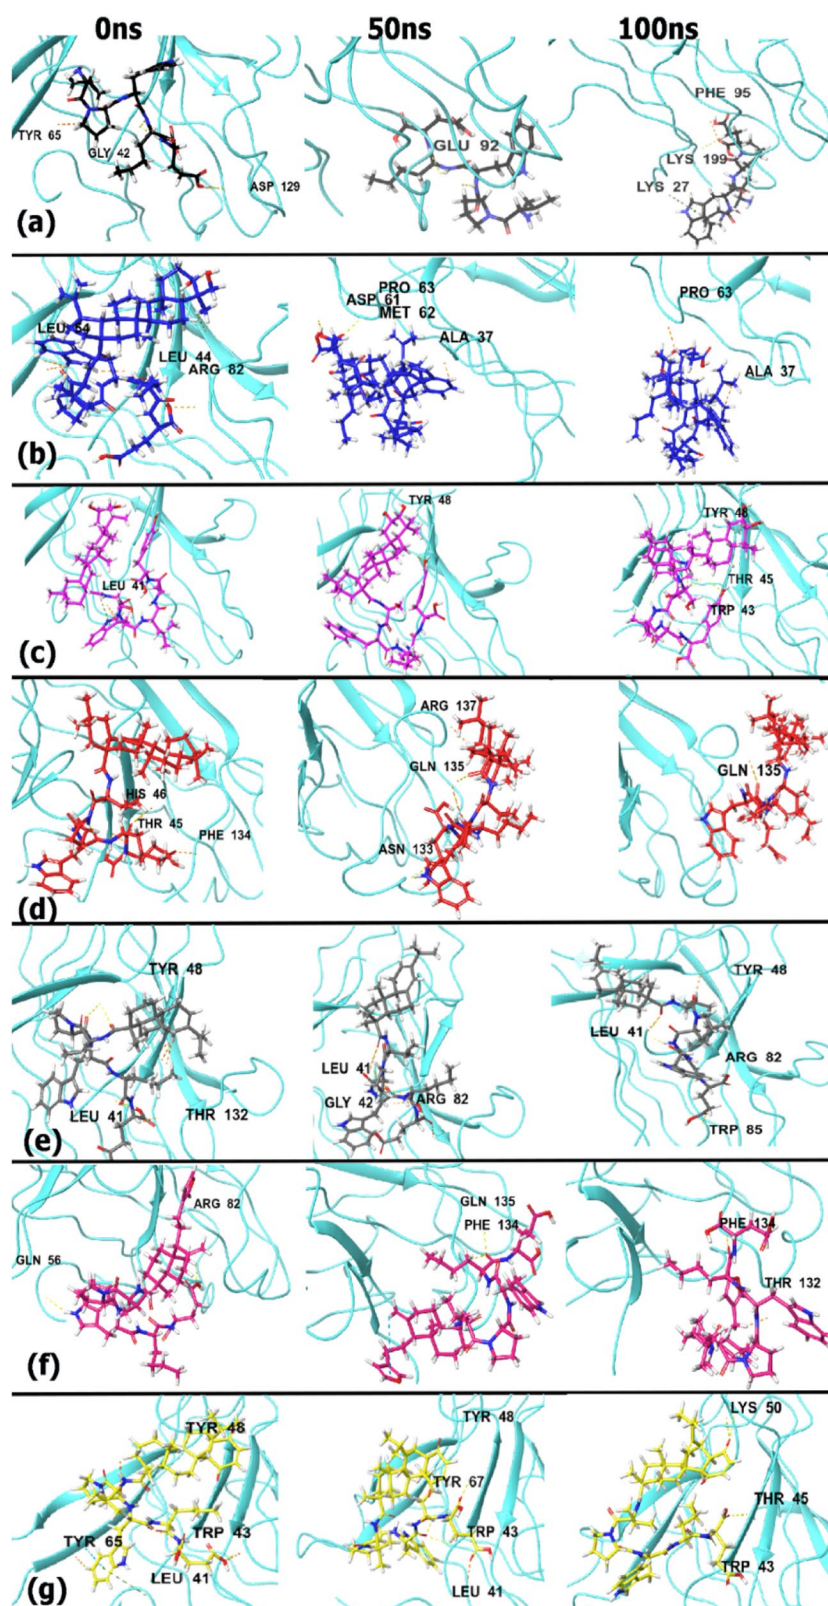 0ns 50ns 100ns
TYR 65
GLY 42
ASP 129
GLU 92
PHE 95
LYS 199
LYS 27
(a)
LEU 54
LEU 44
ARG 82
PRO 63
ASP 61
MET 62
ALA 37
PRO 63
ALA 37
(b)
LEU 41
TYR 48
TYR 48
THR 45
TRP 43
(c)
HIS 46
THR 45
PHE 134
ARG 137
GLN 135
ASN 133
GLN 135
(d)
TYR 48
LEU 41
THR 132
LEU 41
GLY 42
ARG 82
TYR 48
LEU 41
ARG 82
TRP 85
(e)
ARG 82
GLN 56
GLN 135
PHE 134
PHE 134
THR 132
(f)
TYR 48
TRP 43
TYR 65
LEU 41
TYR 48
TYR 67
TRP 43
LEU 41
LYS 50
THR 45
TRP 43
(g)